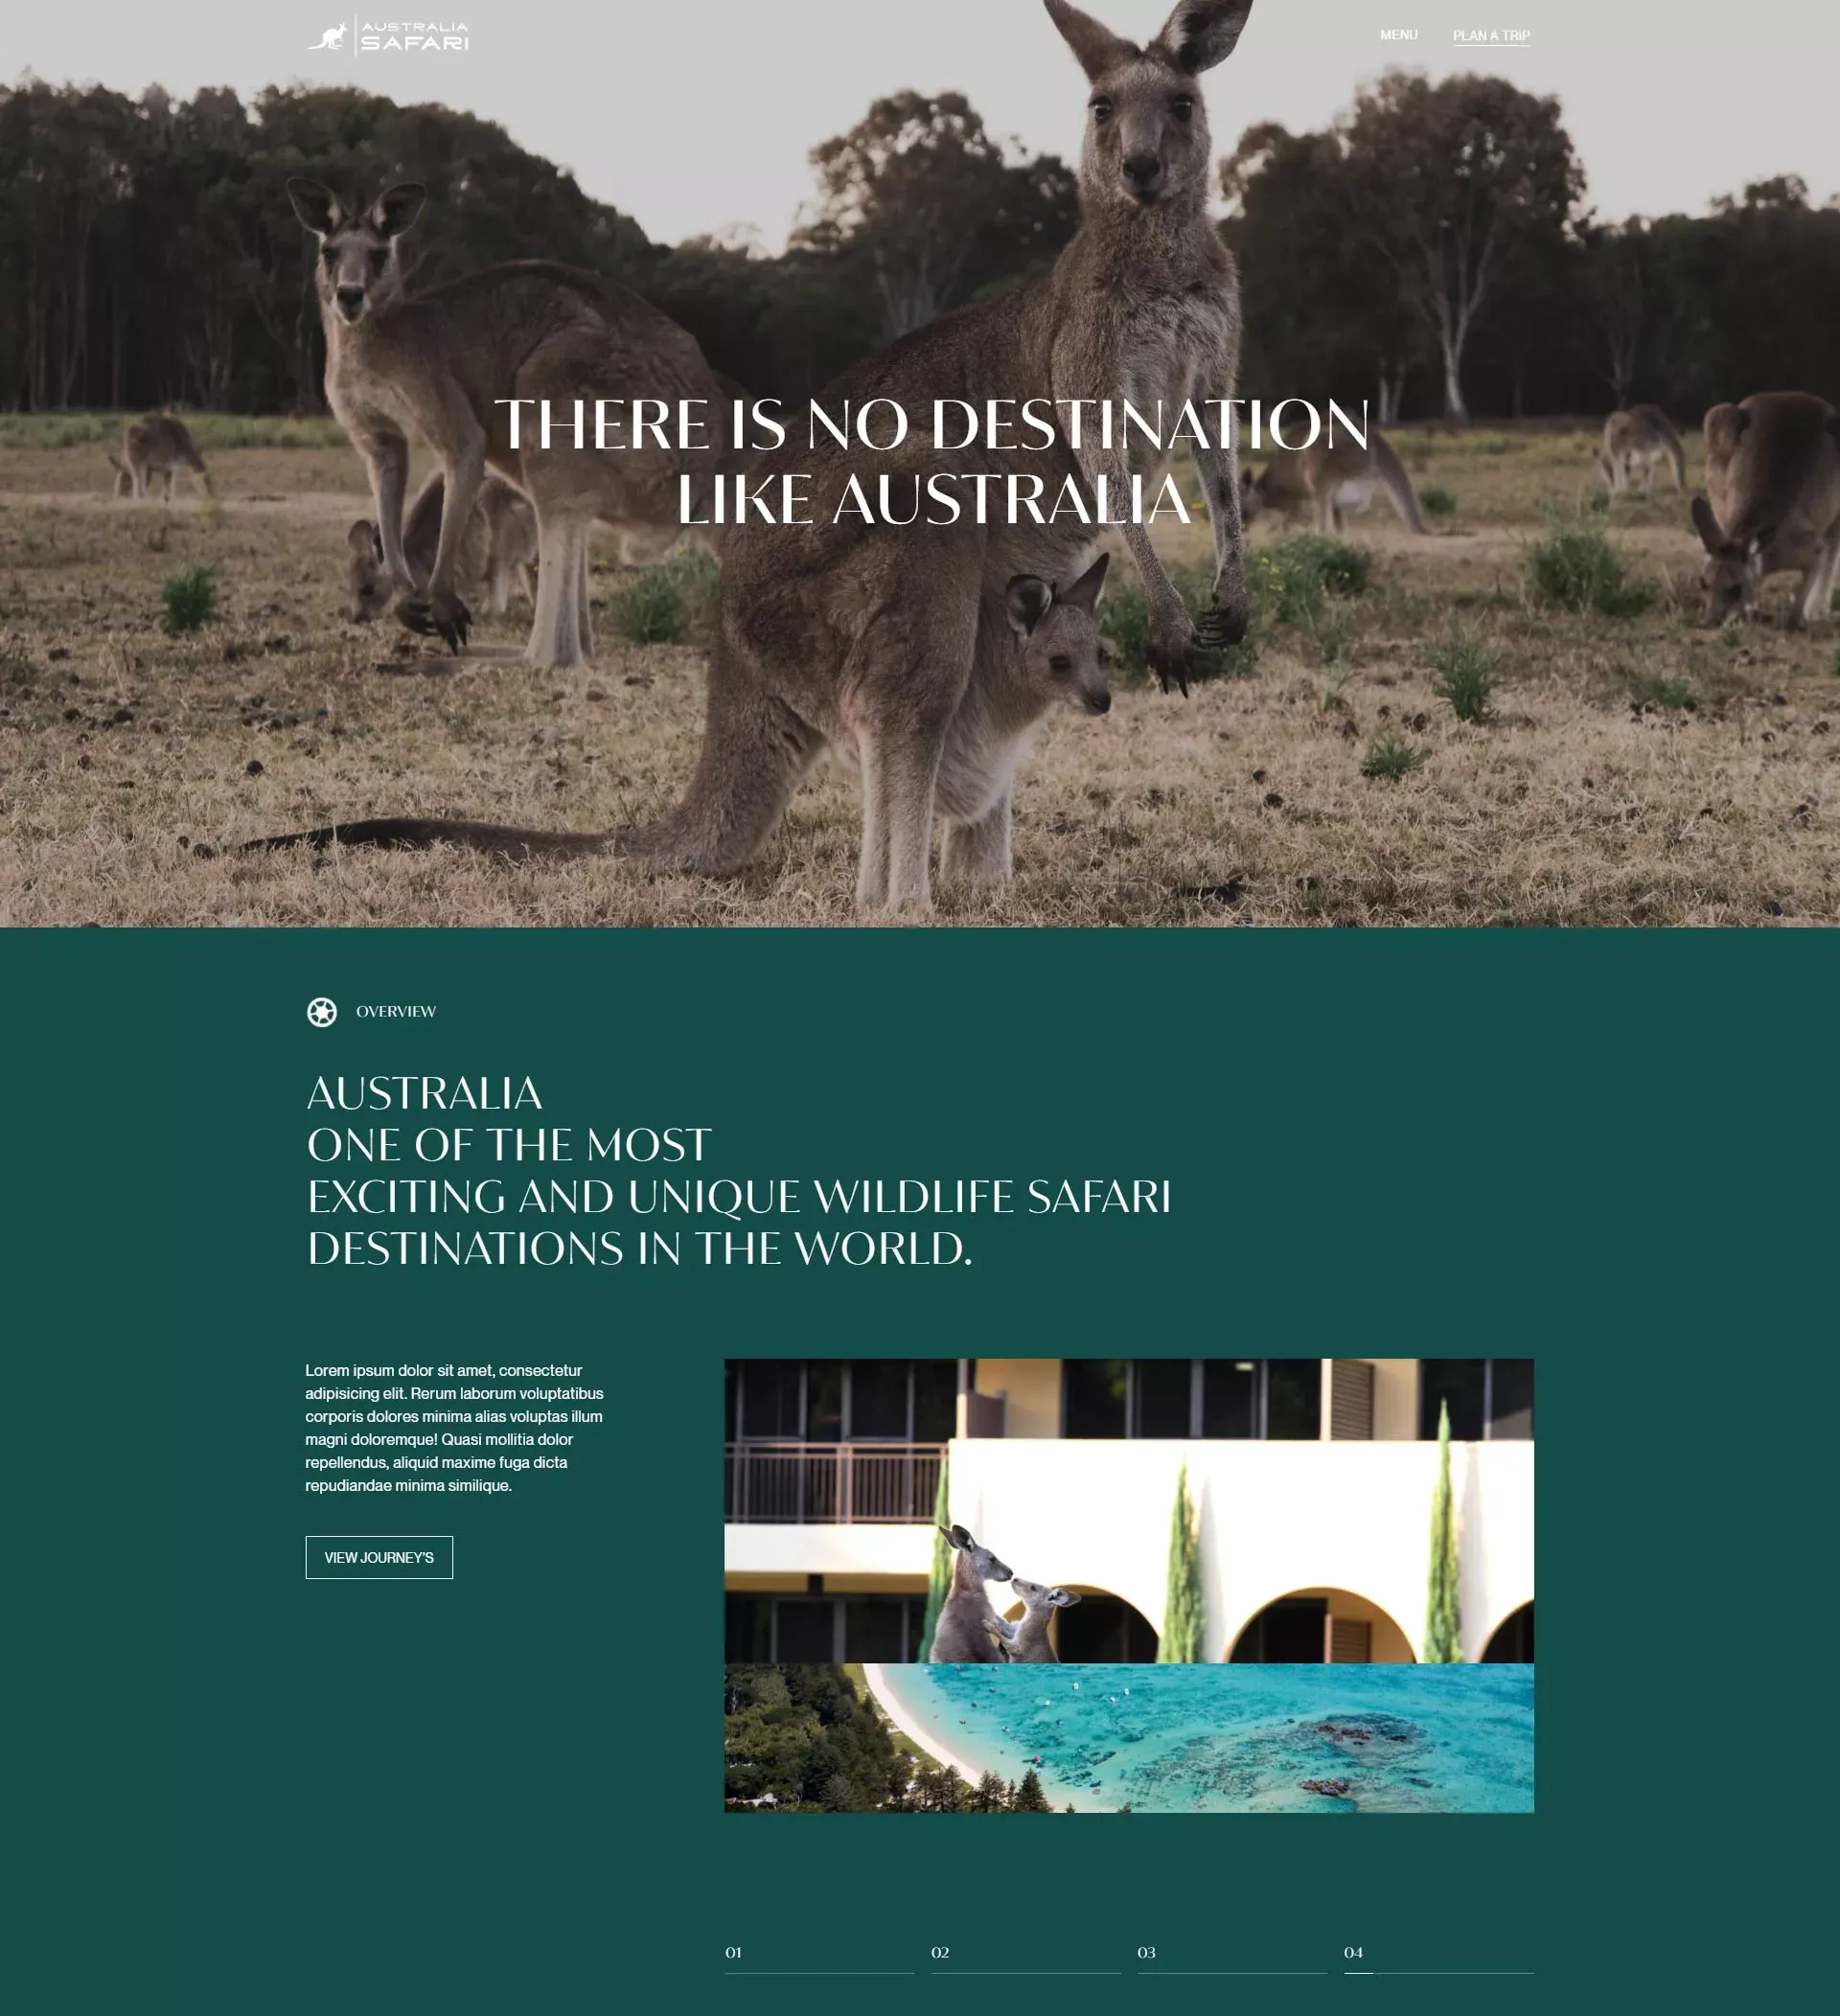 AUSTRALIA
SAFARI
MENU
PLAN A TRIP
THERE IS NO DESTINATION
LIKE AUSTRALIA
OVERVIEW
AUSTRALIA
ONE OF THE MOST
EXCITING AND UNIQUE WILDLIFE SAFARI
DESTINATIONS IN THE WORLD.
Lorem ipsum dolor sit amet, consectetur
adipisicing elit. Rerum laborum voluptatibus
corporis dolores minima alias voluptas illum
magni doloremque! Quasi mollitia dolor
repellendus, aliquid maxime fuga dicta
repudiandae minima similique.
VIEW JOURNEY'S
01
02
03
04